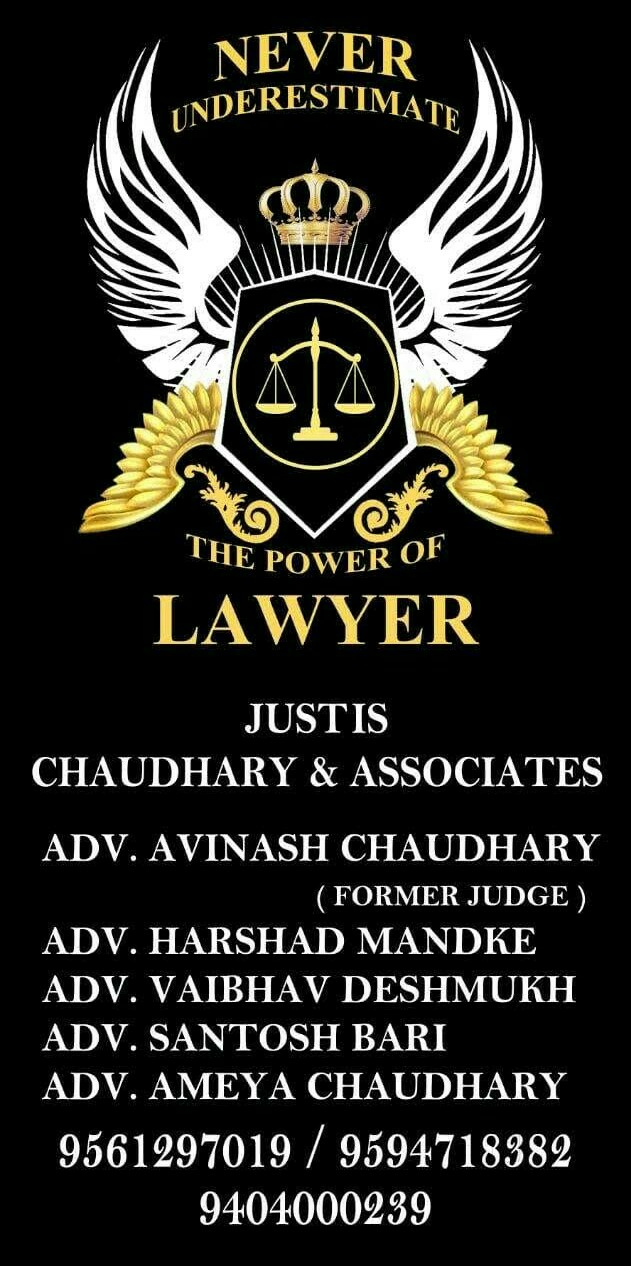 NEVER
UNDERESTIMATE
THE POWER OF
LAWYER
JUSTIS
CHAUDHARY & ASSOCIATES
ADV. AVINASH CHAUDHARY
( FORMER JUDGE )
ADV. HARSHAD MANDKE
ADV. VAIBHAV DESHMUKH
ADV. SANTOSH BARI
ADV. AMEYA CHAUDHARY
9561297019 / 9594718382
9404000239